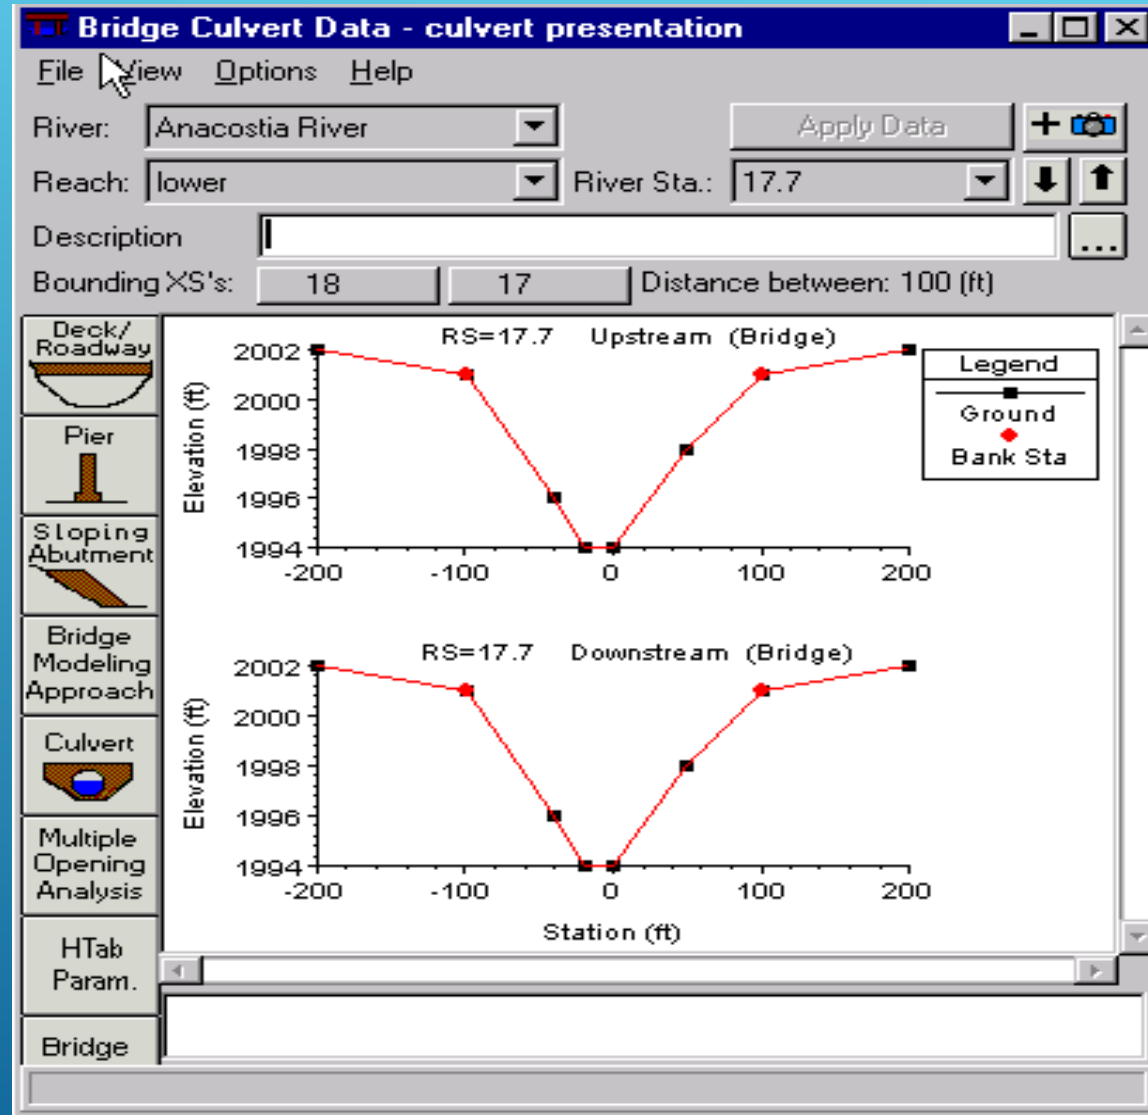 Bridge Culvert Data - culvert presentation
File View Options Help
River: Anacostia River Apply Data +
Reach: lower River Sta.: 17.7
Description ...
Bounding XS's: 18 17 Distance between: 100 (ft)
Deck/
Roadway
Pier
Sloping
Abutment
Bridge
Modeling
Approach
Culvert
Multiple
Opening
Analysis
HTab
Param.
Bridge
RS=17.7 Upstream (Bridge)
Elevation (ft)
2002
2000
1998
1996
1994
-200 -100 0 100 200
Legend
Ground
Bank Sta
RS=17.7 Downstream (Bridge)
Elevation (ft)
2002
2000
1998
1996
1994
-200 -100 0 100 200
Station (ft)